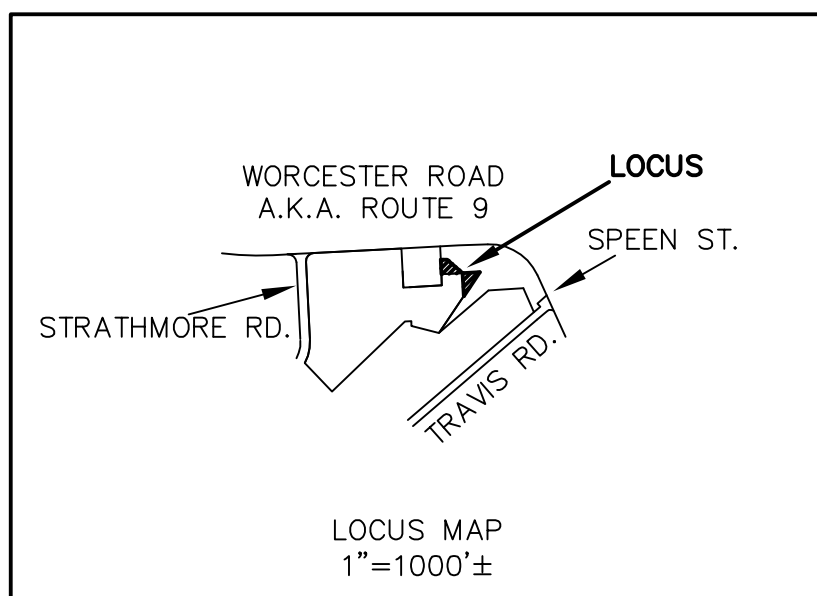 WORCESTER ROAD
A.K.A. ROUTE 9
LOCUS
SPEEN ST.
STRATHMORE RD.
TRAVIS RD.
LOCUS MAP
1”=1000’±